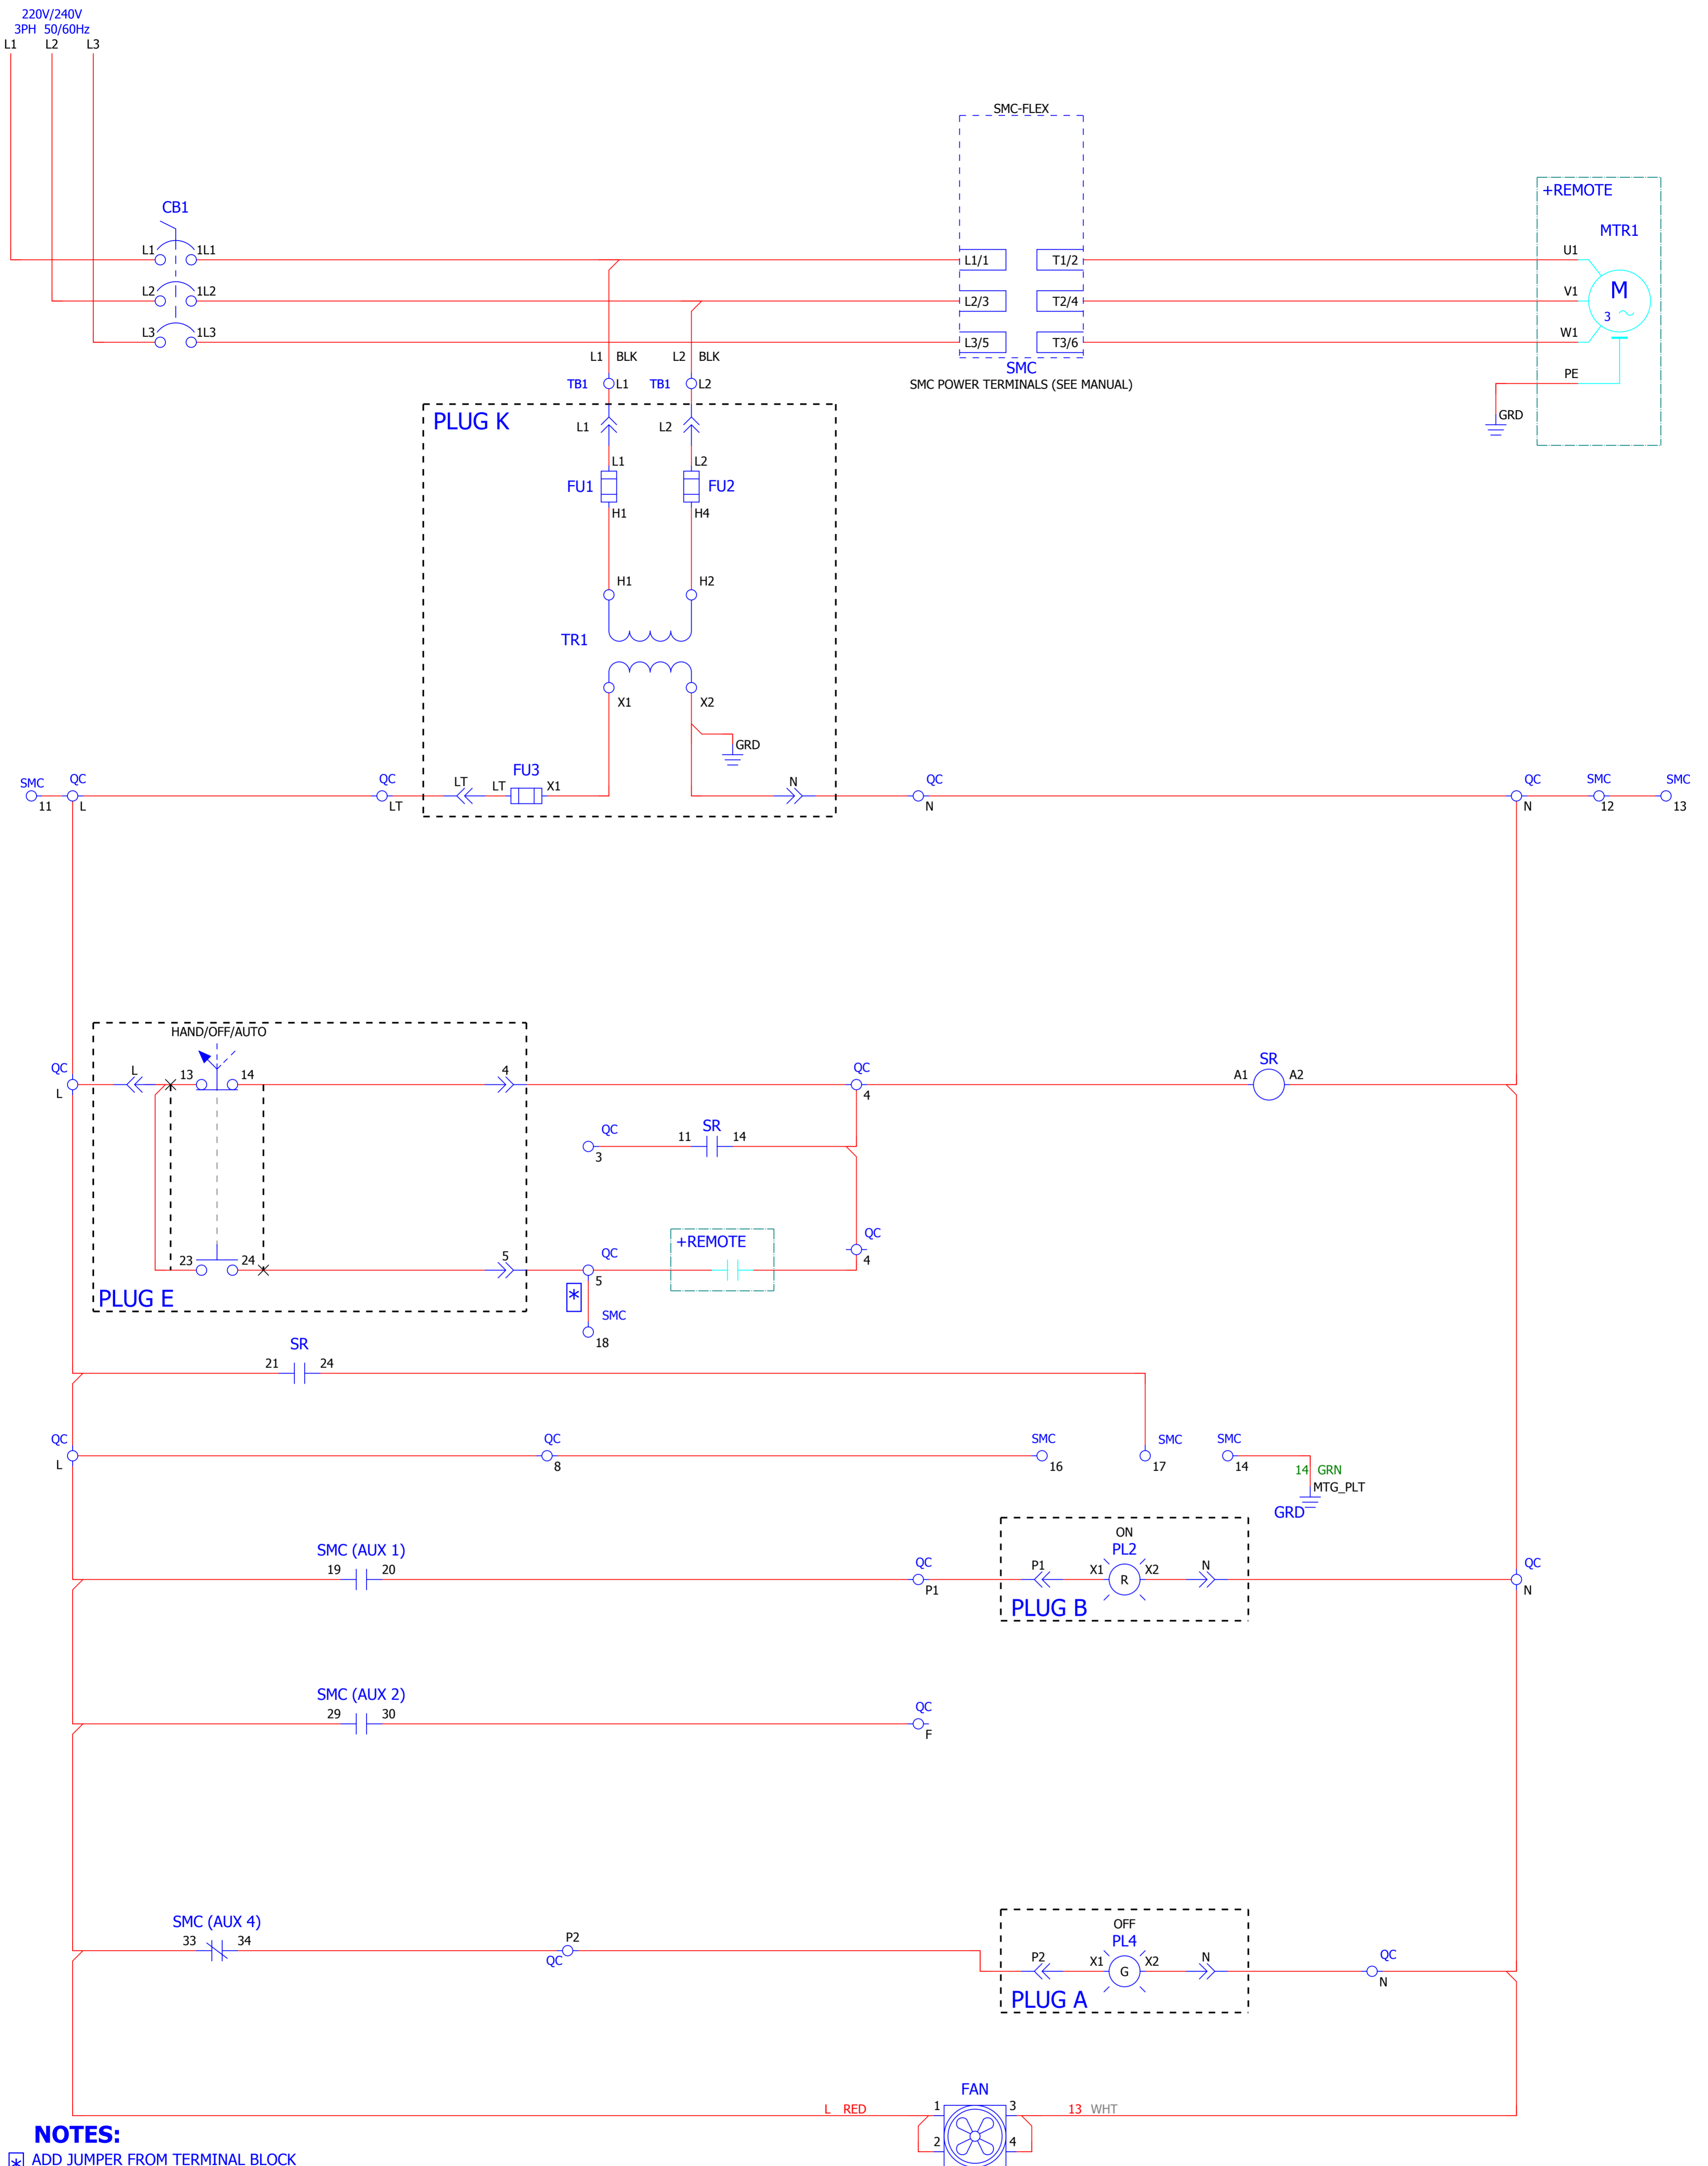 220V/240V
3PH 50/60Hz
L1 L2 L3
SMC-FLEX
+REMOTE
CB1
MTR1
L1 1L1
L1/1 T1/2
U1
L2 1L2
L2/3 T2/4
V1
M
3
L3 1L3
L3/5 T3/6
W1
L1 BLK L2 BLK
SMC
PE
TB1 L1 TB1 L2
SMC POWER TERMINALS (SEE MANUAL)
PLUG K
L1 L2
GRD
L1 L2
FU1 FU2
H1 H4
H1 H2
TR1
X1 X2
GRD
SMC QC QC LT LT FU3 X1 N QC QC SMC SMC
11 L LT N N 12 13
HAND/OFF/AUTO
QC L 13 14 4 QC SR
L 4 A1 A2
QC 11 SR 14
3
+REMOTE QC
23 24 5 QC 4
5
PLUG E
*
SMC
18
SR
21 24
QC QC SMC SMC SMC
L 8 16 17 14
14 GRN
MTG_PLT
GRD
ON
SMC (AUX 1) PL2
19 20 QC P1 X1 X2 N QC
P1 R N
PLUG B
SMC (AUX 2)
29 30 QC
F
OFF
SMC (AUX 4) PL4
33 34 P2 P2 X1 X2 N QC
QC G N
PLUG A
FAN
L RED 1 3 13 WHT
2 4
NOTES:
* ADD JUMPER FROM TERMINAL BLOCK